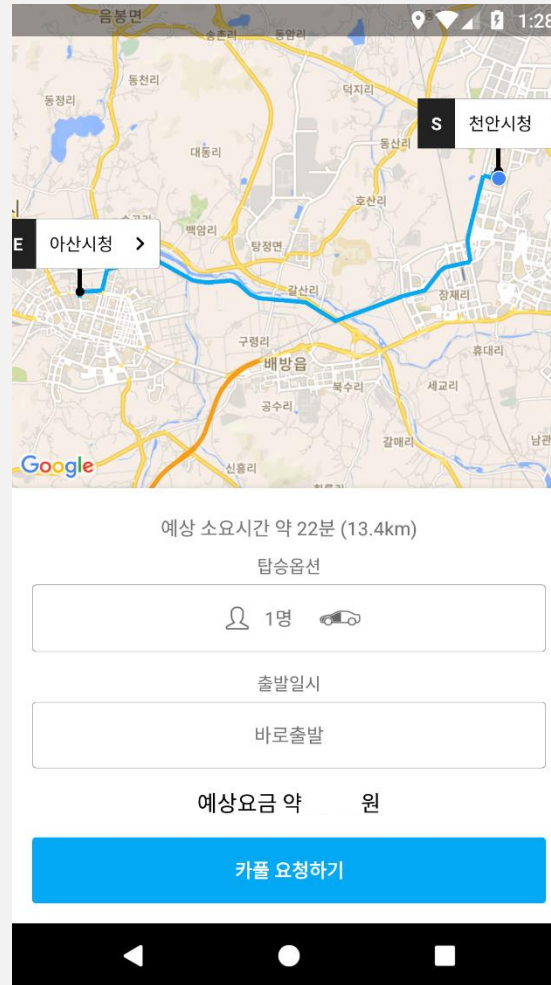 음봉면
1:28
송촌리
동암리
동천리
덕지리
동정리
S 천안시청
동산리
대동리
호산리
E 아산시청
백암리
탕정면
갈산리
장재리
구령리
배방읍
휴대리
북수리
세교리
공수리
갈매리
남관
신흥리
Google
예상 소요시간 약 22분 (13.4km)
탑승옵션
1명
출발일시
바로출발
예상요금 약 원
카풀 요청하기